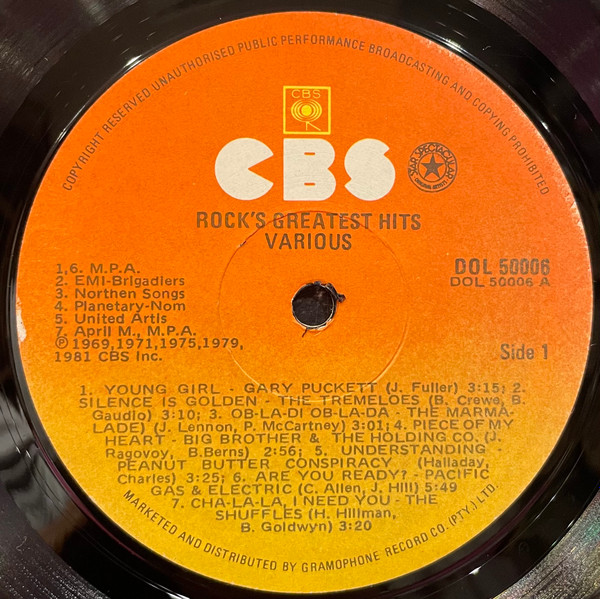 COPYRIGHT RESERVED UNAUTHORISED PUBLIC PERFORMANCE BROADCASTING AND COPYING PROHIBITED
CBS
CBS
STAR SPECTACULAR
ORIGINAL ARTISTS
ROCK'S GREATEST HITS
VARIOUS
1,6. M.P.A.
2. EMI-Brigadiers
3. Northen Songs
4. Planetary-Nom
5. United Artis
7. April M., M.P.A.
℗ 1969,1971,1975,1979,
1981 CBS Inc.
DOL 50006
DOL 50006 A
Side 1
1. YOUNG GIRL - GARY PUCKETT (J. Fuller) 3:15; 2.
SILENCE IS GOLDEN - THE TREMELOES (B. Crewe, B.
Gaudio) 3:10; 3. OB-LA-DI OB-LA-DA - THE MARMA-
LADE) (J. Lennon, P. McCartney) 3:01; 4. PIECE OF MY
HEART - BIG BROTHER & THE HOLDING CO. (J.
Ragovoy, B.Berns) 2:56; 5. UNDERSTANDING -
PEANUT BUTTER CONSPIRACY - (Halladay,
Charles) 3:25; 6. ARE YOU READY? - PACIFIC
GAS & ELECTRIC (C. Allen, J. Hill) 5:49
7. CHA-LA-LA, I NEED YOU - THE
SHUFFLES (H. Hillman,
B. Goldwyn) 3:20
MARKETED AND DISTRIBUTED BY GRAMOPHONE RECORD CO. (PTY.) LTD.